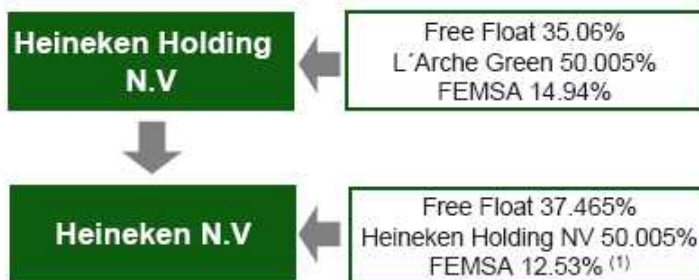 Heineken Holding
N.V
Free Float 35.06%
L´Arche Green 50.005%
FEMSA 14.94%
Heineken N.V
Free Float 37.465%
Heineken Holding NV 50.005%
FEMSA 12.53% (1)